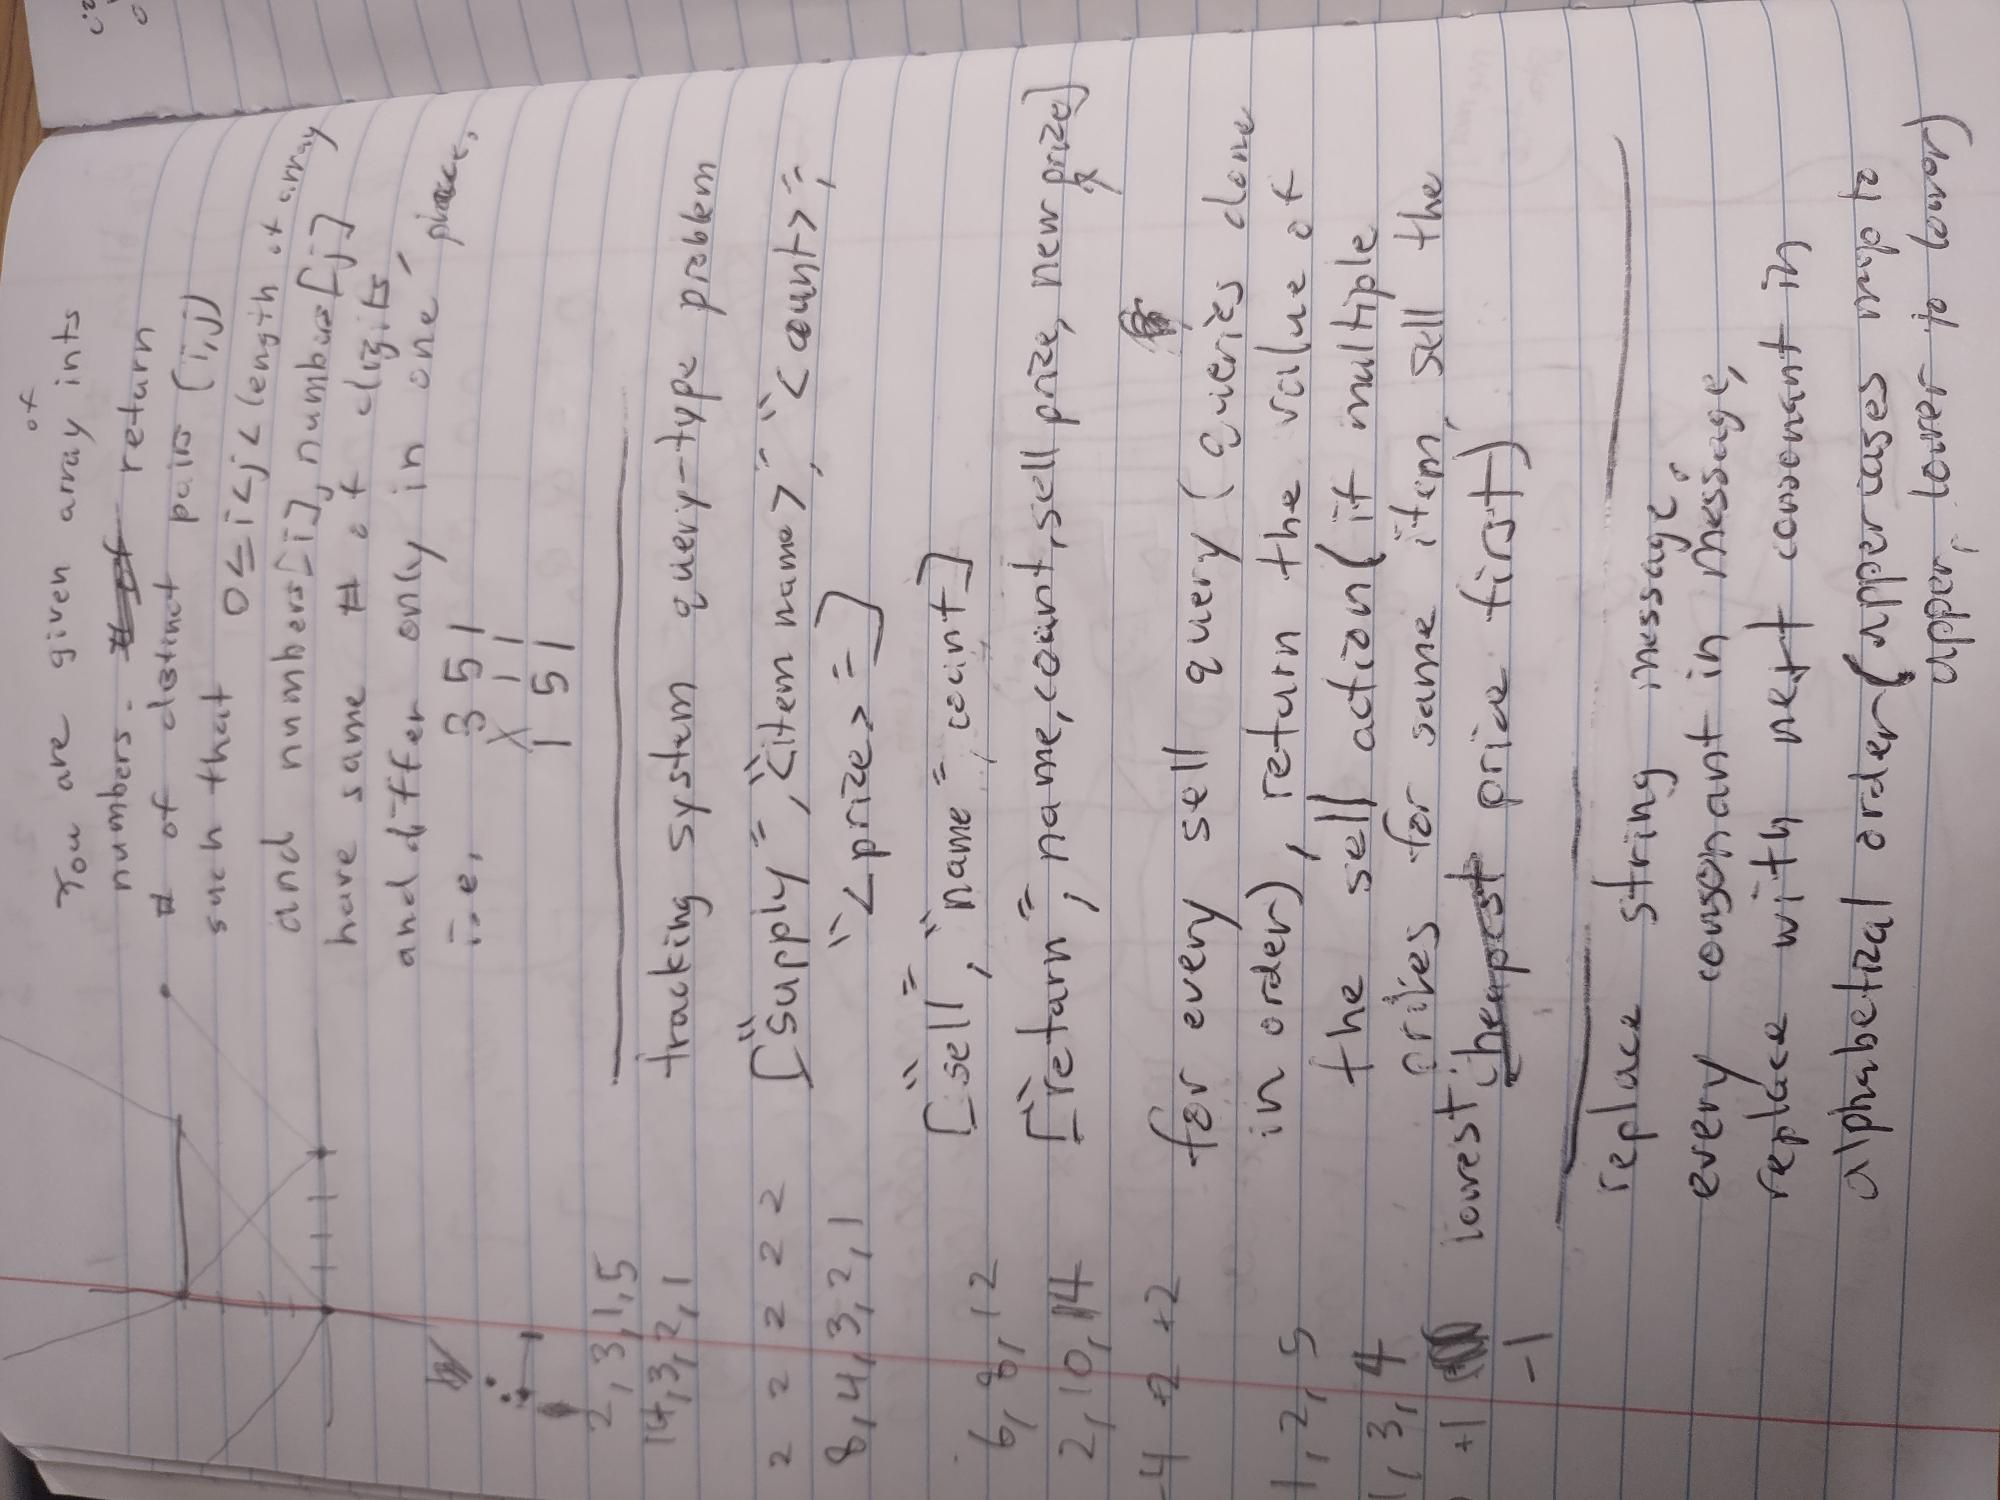 of
You are given array ints
numbers. # of return
# of distinct pairs (i,j)
such that 0≤i<j<length of array
and numbers[i], numbers[j]
have same # of digits,
and differ only in one place.
i.e. 351
X 11
151
2, 3, 1, 5
14, 3, 2, 1
tracking system query-type problem
2 2 2 2 2
["supply", "<item name>", "<count>",
8, 4, 3, 2, 1
"<prize>"]
["sell", "name", count]
6, 8, 12
["return", name, count, sell prize, new prize]
2, 10, 14
-4 +2 +2
for every sell query (queries done
in order), return the value of
1, 2, 5
the sell action (if multiple
1, 3, 4
prizes for same item, sell the
+1
lowest cheapest price first)
-1
replace string message.
every consonant in message,
replace with next consonant in
alphabetical order (uppercases map to
upper, lower to lower)